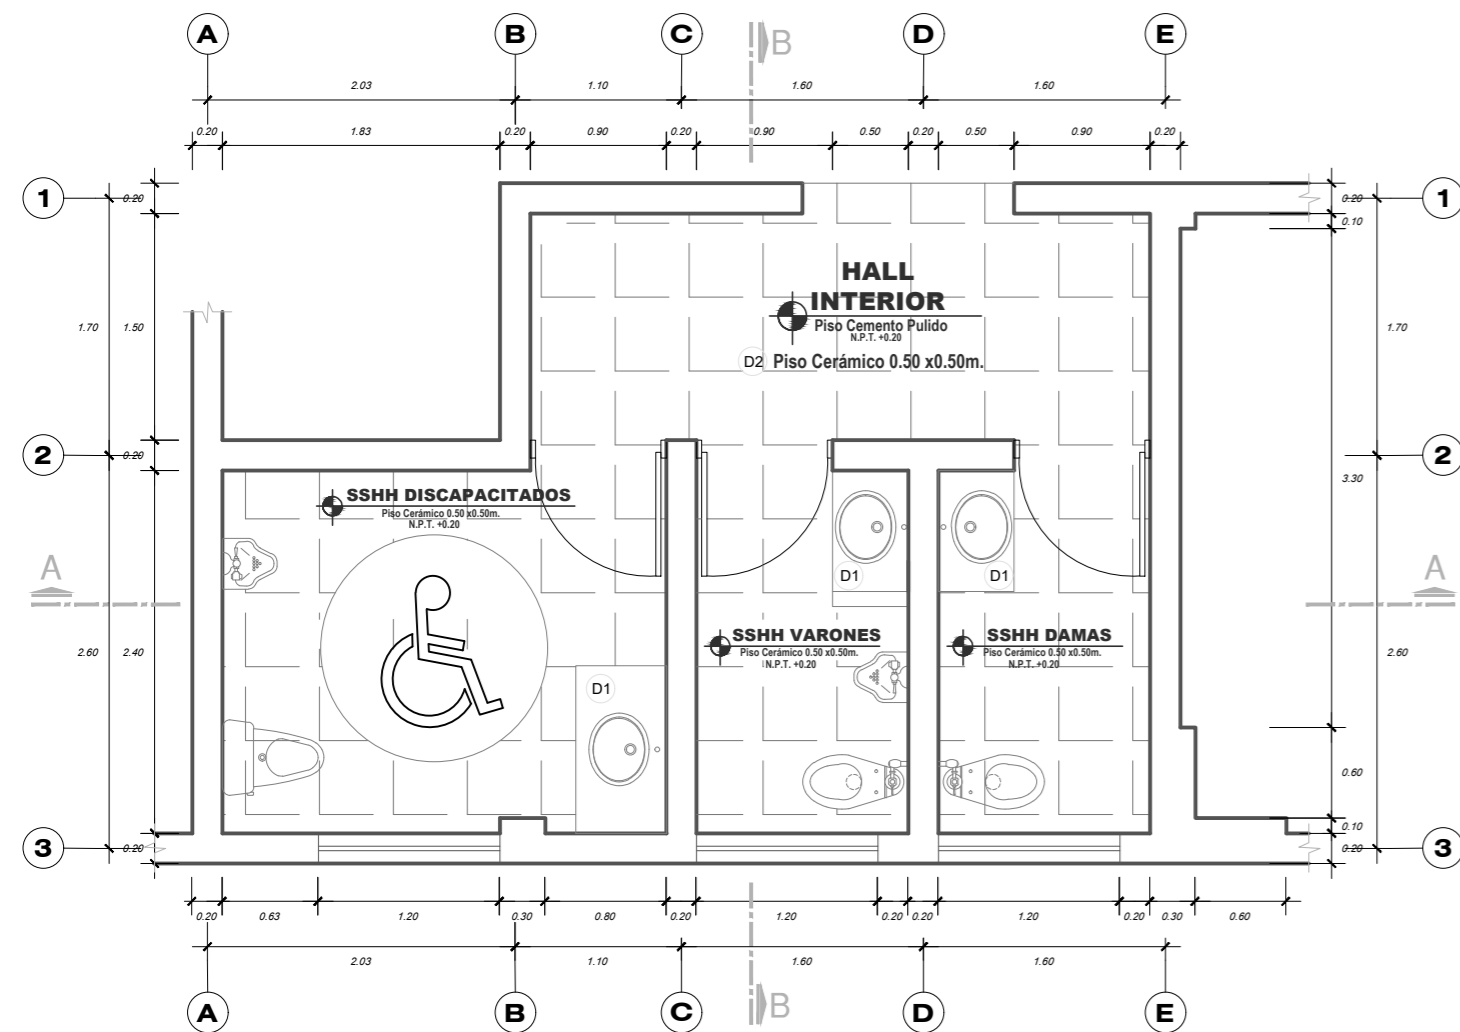 A B C D E
B
2.03 1.10 1.60 1.60
0.20 1.83 0.20 0.90 0.20 0.90 0.50 0.20 0.50 0.90 0.20
1 0.20 0.20 1
0.10
HALL
INTERIOR
Piso Cemento Pulido
N.P.T. +0.20
1.70 1.50 1.70
D2 Piso Cerámico 0.50 x0.50m.
2 0.20 2
3.30
SSHH DISCAPACITADOS
Piso Cerámico 0.50 x0.50m.
N.P.T. +0.20
A A
D1 D1
SSHH VARONES SSHH DAMAS
Piso Cerámico 0.50 x0.50m. Piso Cerámico 0.50 x0.50m.
N.P.T. +0.20 N.P.T. +0.20
2.60 2.40 2.60
D1
0.60
0.10
3 0.20 0.20 3
0.20 0.63 1.20 0.30 0.80 0.20 1.20 0.20 0.20 1.20 0.20 0.30 0.60
2.03 1.10 1.60 1.60
B
A B C D E